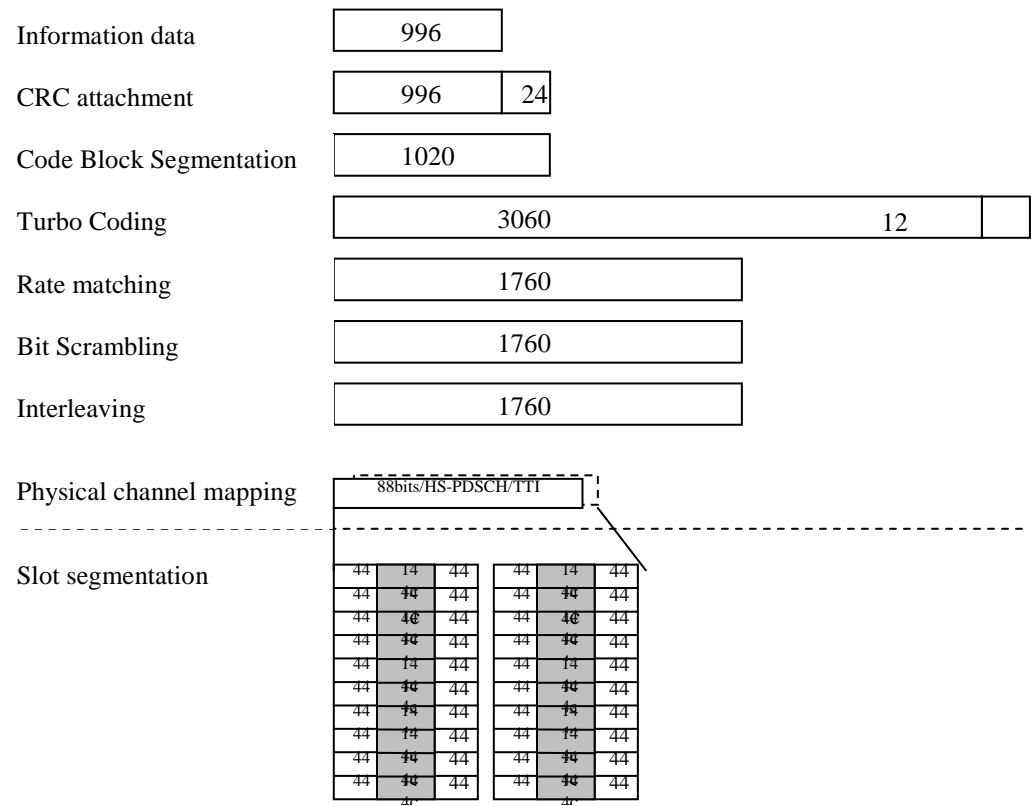 Information data 996
CRC attachment 996 24
Code Block Segmentation 1020
Turbo Coding 3060 12
Rate matching 1760
Bit Scrambling 1760
Interleaving 1760
Physical channel mapping 88bits/HS-PDSCH/TTI
Slot segmentation
44 14 44 44 14 44
44 44 44 44
44 44 44 44
44 44 44 44
44 44 44 44
44 44 44 44
44 44 44 44
44 44 44 44
44 44 44 44
44 44 44 44